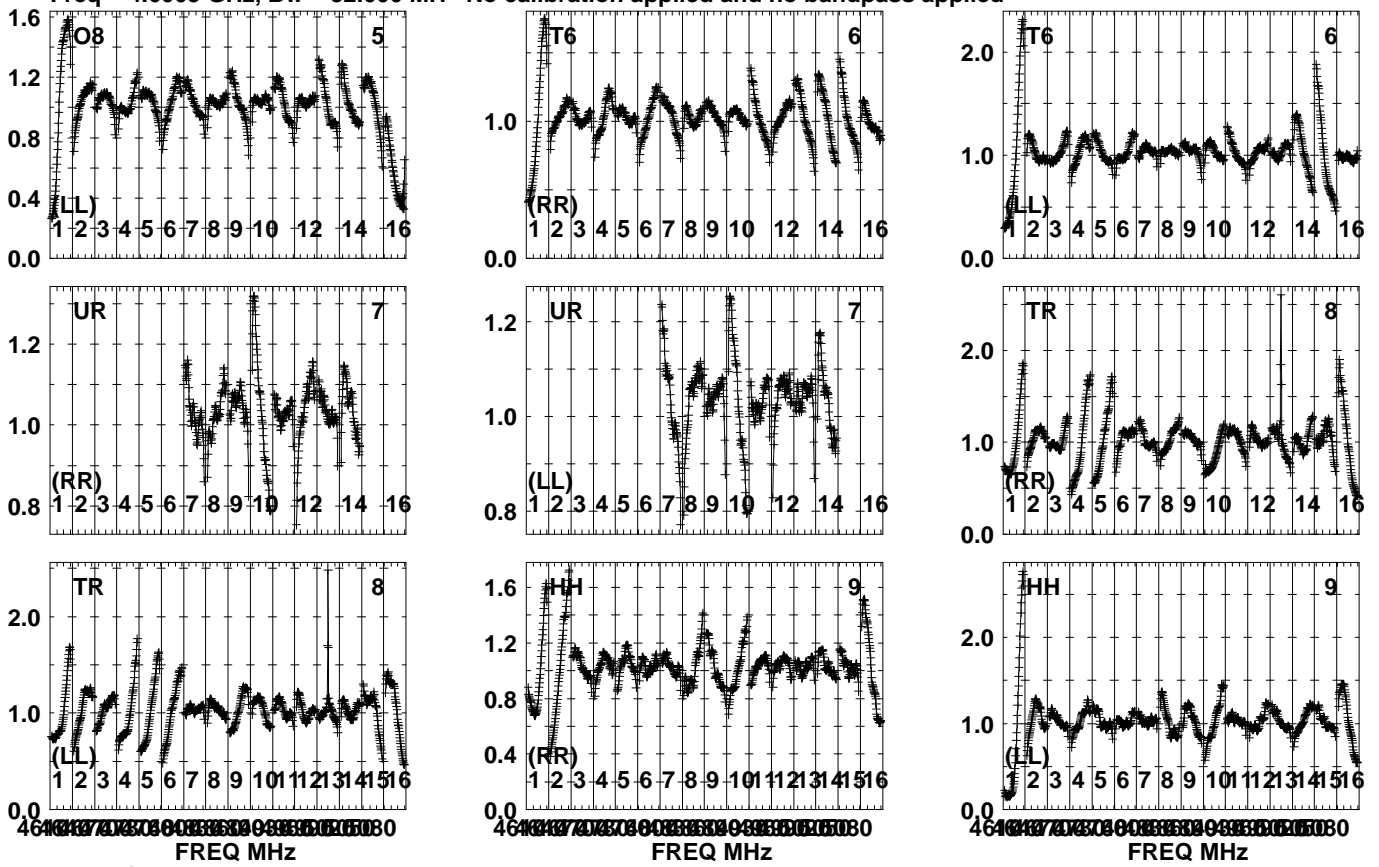 No calibration applied and no bandpass applied
1.6 O8 5 T6 6 2.0 T6 6
1.2
1.0 1.0
0.8
0.4
(LL) (RR) (LL)
1 2 3 4 5 6 7 8 9 10 12 14 16 1 2 3 4 5 6 7 8 9 10 12 14 16 1 2 3 4 5 6 7 8 9 10 12 14 16
0.0 0.0 0.0
UR 7 UR 7 TR 8
1.2 1.2 2.0
1.0 1.0 1.0
(RR) (LL) (RR)
0.8 1 2 3 4 5 6 7 8 9 10 12 14 16 0.8 1 2 3 4 5 6 7 8 9 10 12 14 16 1 2 3 4 5 6 7 8 9 10 12 14 16
0.0
TR 8 1.6 HH 9 HH 9
2.0 1.2 2.0
1.0 0.8 1.0
(LL) 0.4 (RR) (LL)
1 2 3 4 5 6 7 8 9 10 11 12 13 14 15 16 1 2 3 4 5 6 7 8 9 10 11 12 13 14 15 16 1 2 3 4 5 6 7 8 9 10 11 12 13 14 15 16
0.0 0.0 0.0
FREQ MHz FREQ MHz FREQ MHz